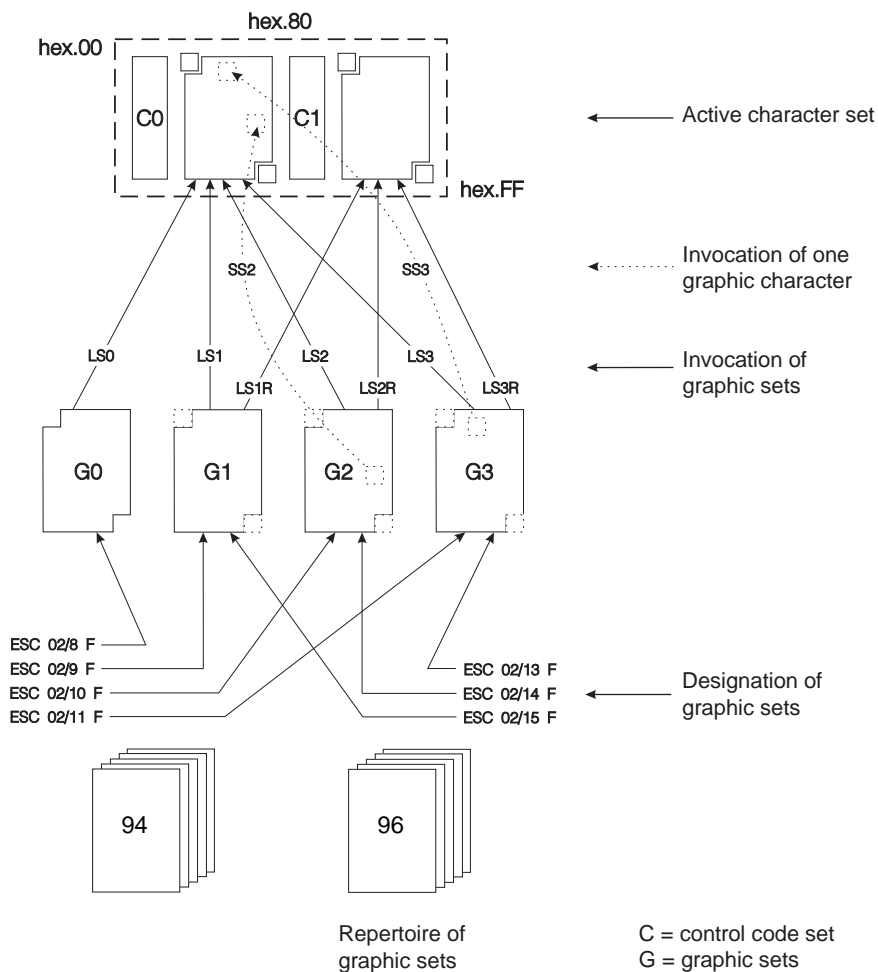 hex.80
hex.00
C0
C1
Active character set
hex.FF
SS2
SS3
Invocation of one
graphic character
LS0
LS1
LS2
LS3
Invocation of
graphic sets
LS1R
LS2R
LS3R
G0
G1
G2
G3
ESC 02/8 F
ESC 02/9 F
ESC 02/10 F
ESC 02/11 F
ESC 02/13 F
ESC 02/14 F
ESC 02/15 F
Designation of
graphic sets
94
96
Repertoire of
graphic sets
C = control code set
G = graphic sets